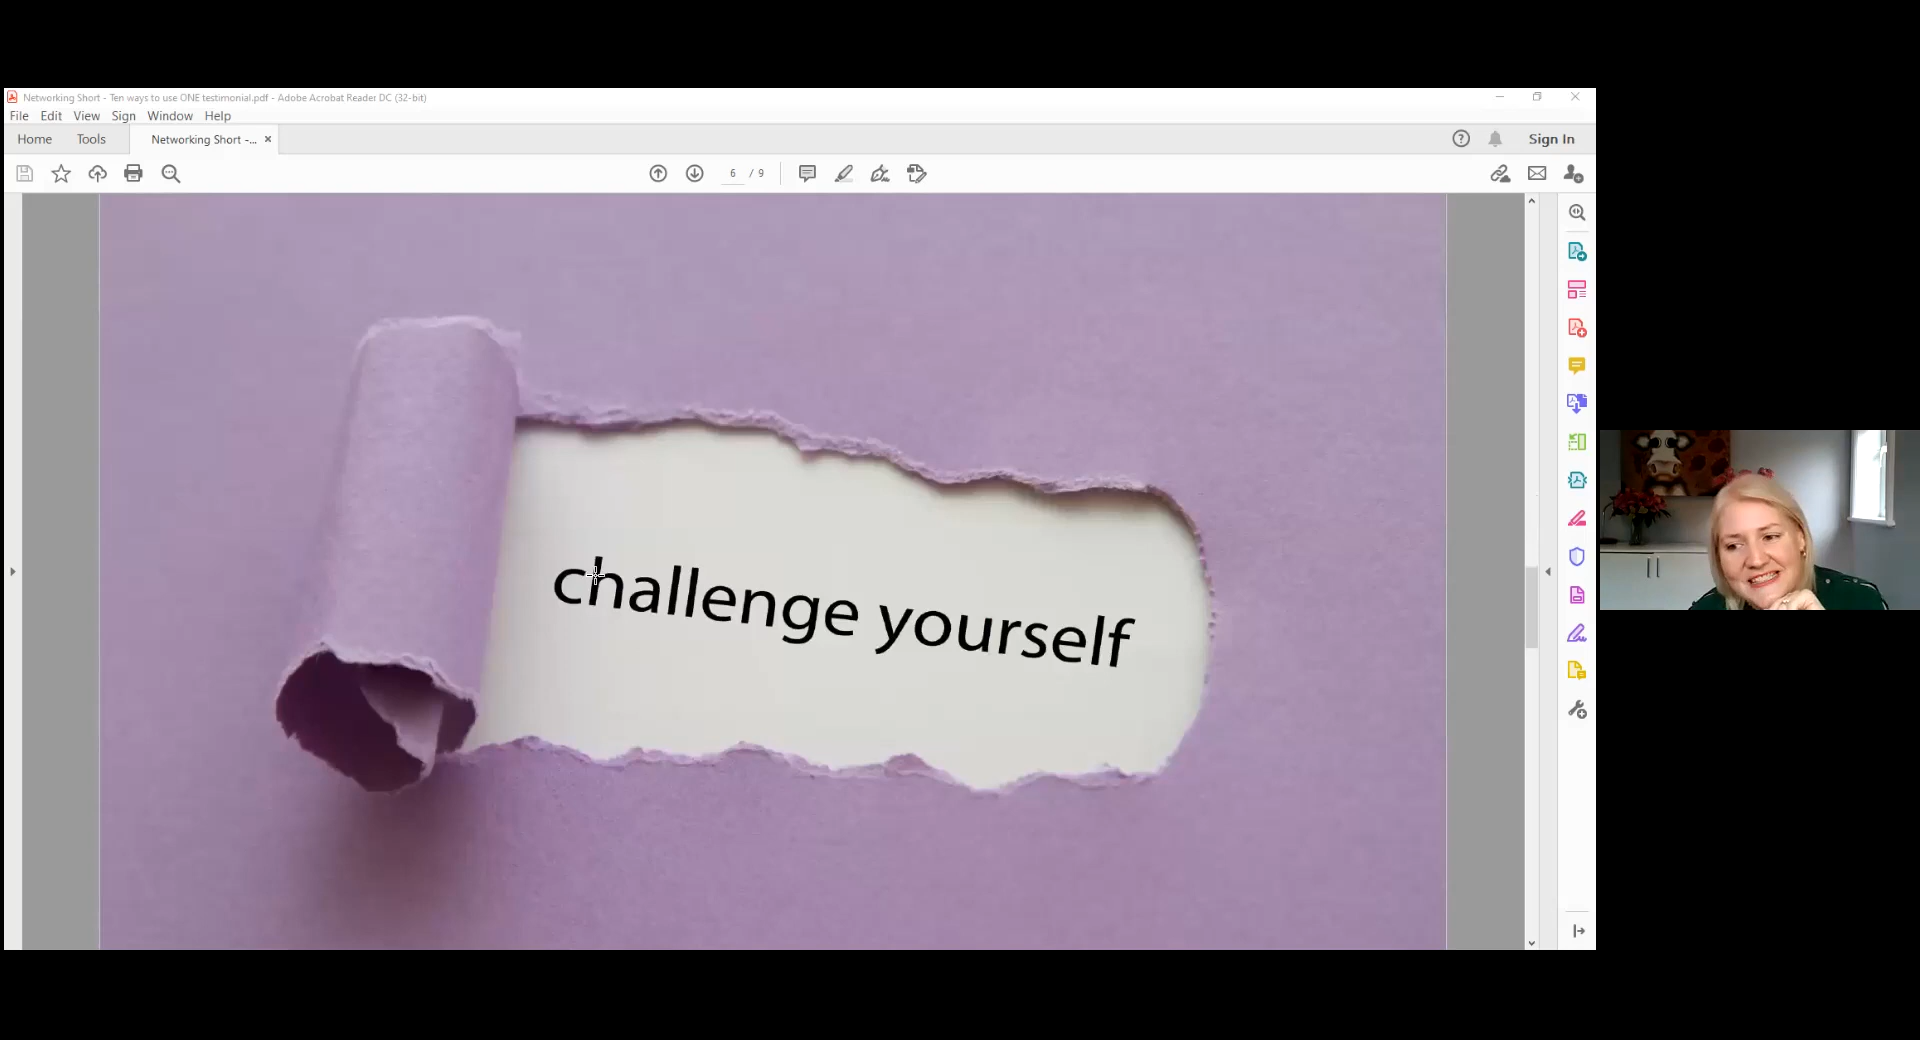 Networking Short - Ten ways to use ONE testimonial.pdf - Adobe Acrobat Reader DC (32-bit)
File Edit View Sign Window Help
Home Tools Networking Short -... × Sign In
6 / 9
challenge yourself